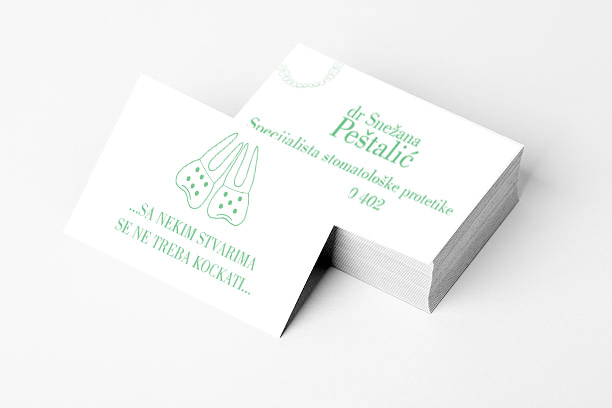 dr Snežana
Peštalić
Specijalista stomatološke protetike
0 402
...SA NEKIM STVARIMA
SE NE TREBA KOCKATI...